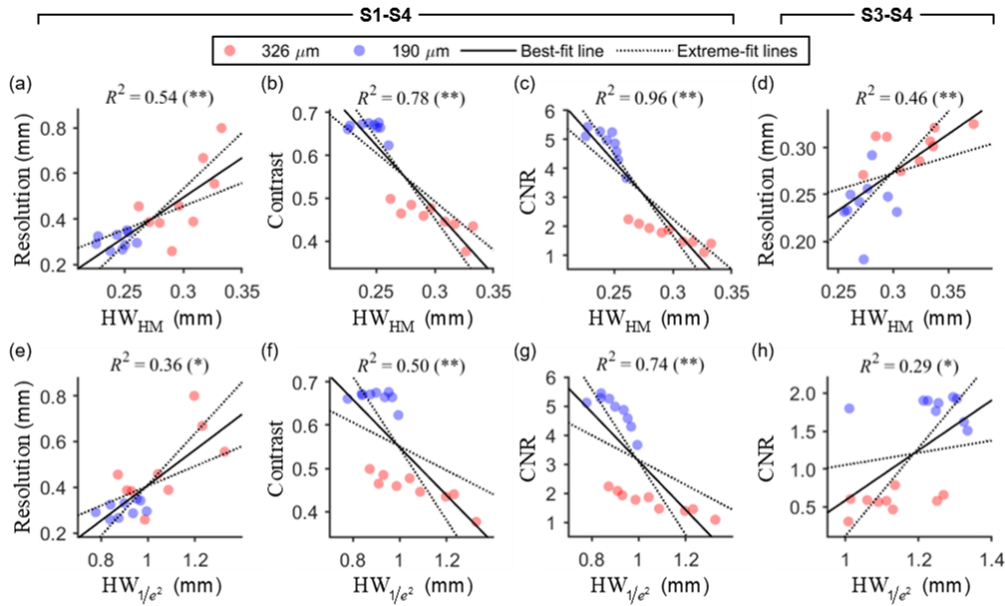 S1-S4
S3-S4
326 μm 190 μm Best-fit line Extreme-fit lines
(a)
R² = 0.54 (**)
Resolution (mm)
0.8
0.6
0.4
0.2
0.25 0.3 0.35
HW_HM (mm)
(b)
R² = 0.78 (**)
Contrast
0.7
0.6
0.5
0.4
0.25 0.3 0.35
HW_HM (mm)
(c)
R² = 0.96 (**)
CNR
6
5
4
3
2
1
0.25 0.3 0.35
HW_HM (mm)
(d)
R² = 0.46 (**)
Resolution (mm)
0.30
0.25
0.20
0.25 0.3 0.35
HW_HM (mm)
(e)
R² = 0.36 (*)
Resolution (mm)
0.8
0.6
0.4
0.2
0.8 1.0 1.2
HW_1/e² (mm)
(f)
R² = 0.50 (**)
Contrast
0.7
0.6
0.5
0.4
0.8 1.0 1.2
HW_1/e² (mm)
(g)
R² = 0.74 (**)
CNR
6
5
4
3
2
1
0.8 1.0 1.2
HW_1/e² (mm)
(h)
R² = 0.29 (*)
CNR
2.0
1.5
1.0
0.5
1 1.2 1.4
HW_1/e² (mm)